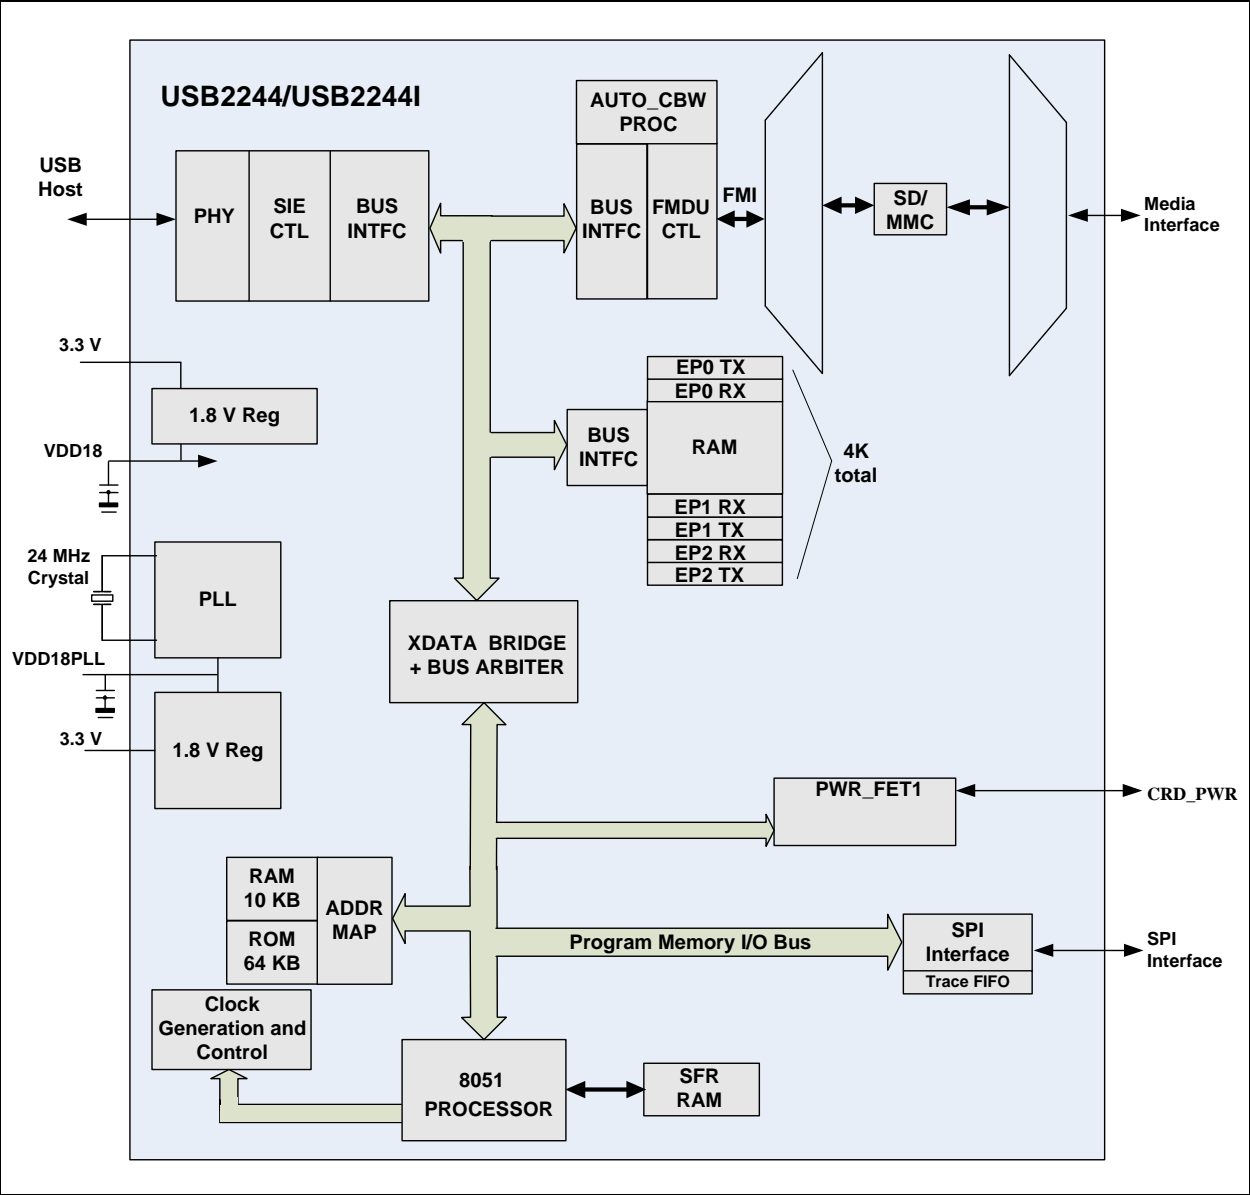 USB2244/USB2244I
AUTO_CBW
PROC
USB
Host
PHY
SIE
CTL
BUS
INTFC
BUS
INTFC
FMDU
CTL
FMI
SD/
MMC
Media
Interface
3.3 V
1.8 V Reg
VDD18
EP0 TX
EP0 RX
BUS
INTFC
RAM
EP1 RX
EP1 TX
EP2 RX
EP2 TX
4K
total
24 MHz
Crystal
PLL
VDD18PLL
3.3 V
1.8 V Reg
XDATA BRIDGE
+ BUS ARBITER
PWR_FET1
CRD_PWR
RAM
10 KB
ROM
64 KB
ADDR
MAP
Program Memory I/O Bus
SPI
Interface
Trace FIFO
SPI
Interface
Clock
Generation and
Control
8051
PROCESSOR
SFR
RAM